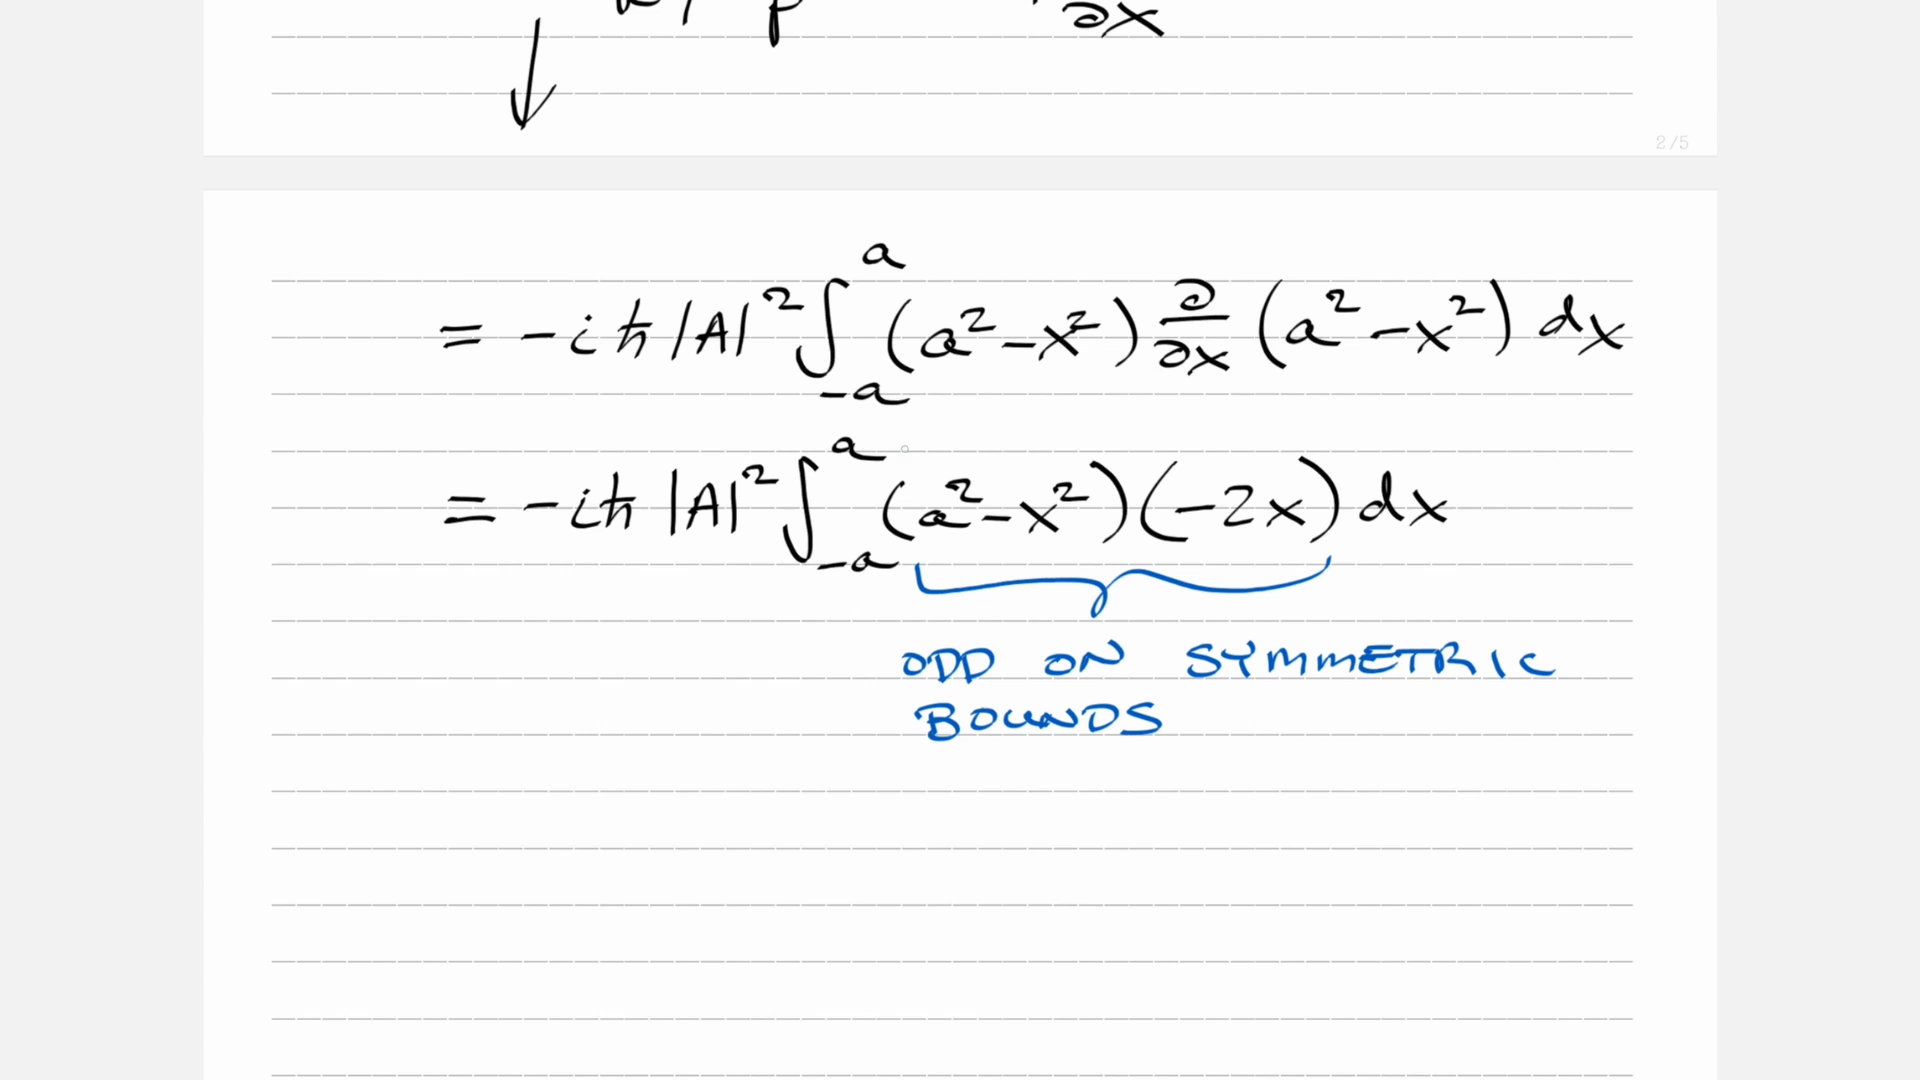 ∂x
2/5
= -iħ|A|² ∫_{-a}^{a} (a²-x²) ∂/∂x (a²-x²) dx
= -iħ|A|² ∫_{-a}^{a} (a²-x²)(-2x) dx
ODD ON SYMMETRIC
BOUNDS